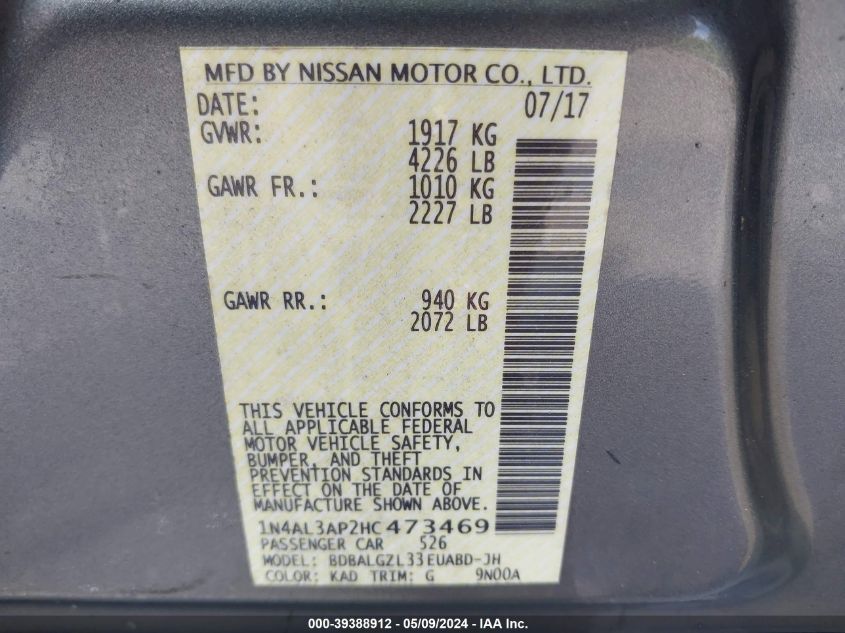 MFD BY NISSAN MOTOR CO., LTD.
DATE: 07/17
GVWR: 1917 KG
4226 LB
GAWR FR.: 1010 KG
2227 LB
GAWR RR.: 940 KG
2072 LB
THIS VEHICLE CONFORMS TO
ALL APPLICABLE FEDERAL
MOTOR VEHICLE SAFETY,
BUMPER, AND THEFT
PREVENTION STANDARDS IN
EFFECT ON THE DATE OF
MANUFACTURE SHOWN ABOVE.
1N4AL3AP2HC473469
PASSENGER CAR 526
MODEL: BDBALGZL33EUABD-JH
COLOR: KAD TRIM: G 9N00A
000-39388912 - 05/09/2024 - IAA Inc.